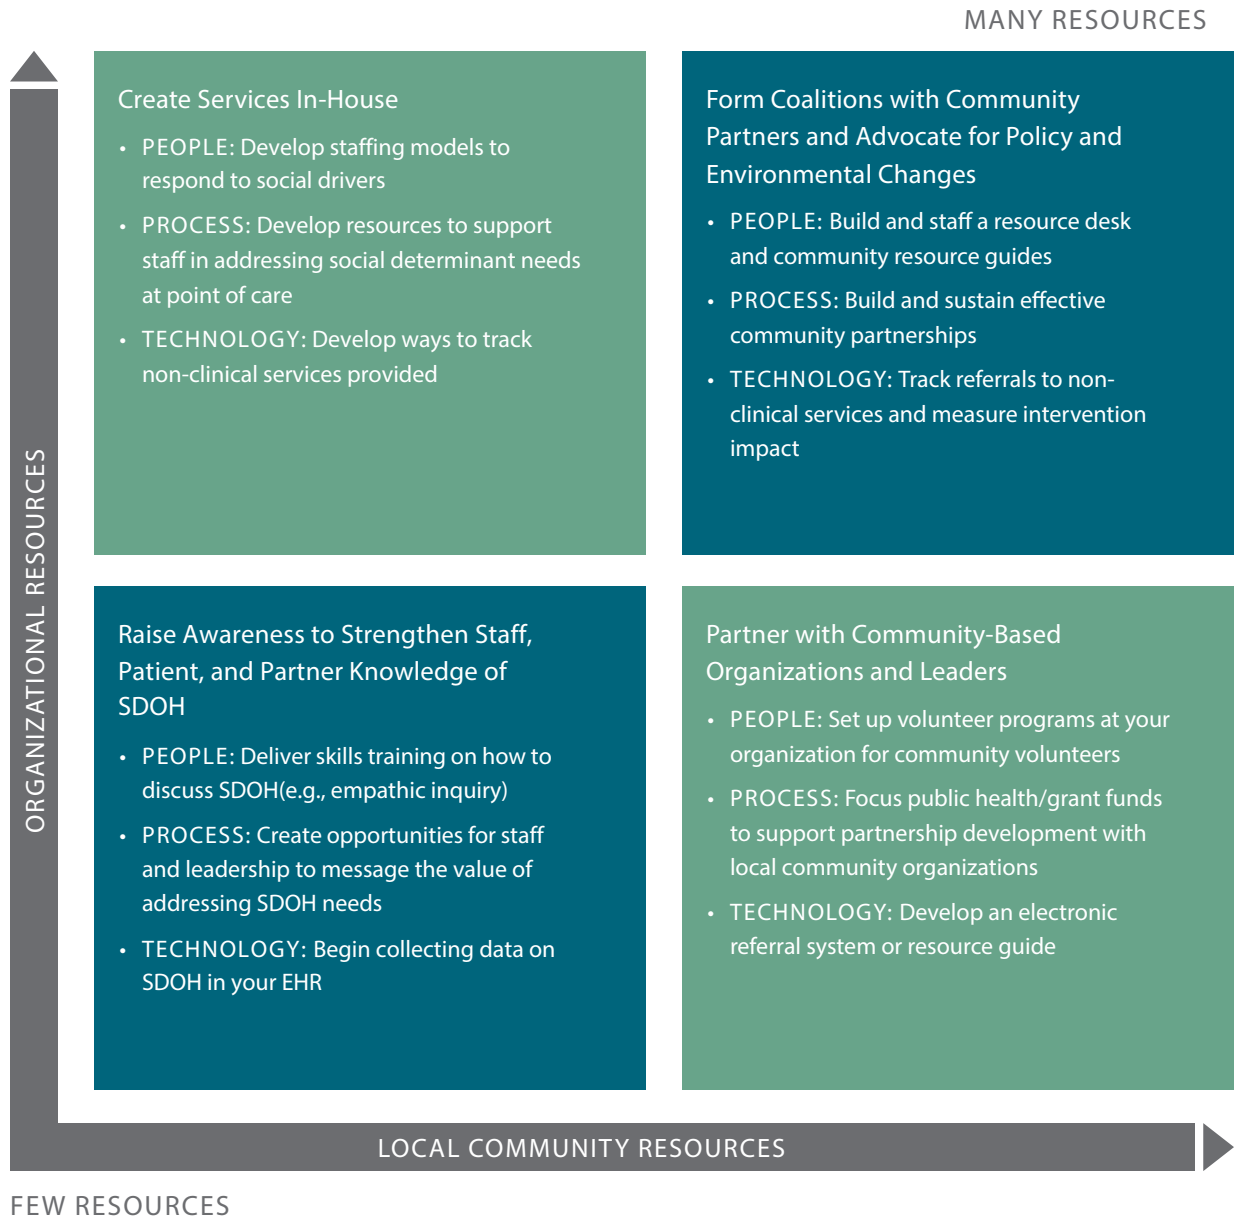 MANY RESOURCES
Create Services In-House
• PEOPLE: Develop staffing models to
respond to social drivers
• PROCESS: Develop resources to support
staff in addressing social determinant needs
at point of care
• TECHNOLOGY: Develop ways to track
non-clinical services provided
Form Coalitions with Community
Partners and Advocate for Policy and
Environmental Changes
• PEOPLE: Build and staff a resource desk
and community resource guides
• PROCESS: Build and sustain effective
community partnerships
• TECHNOLOGY: Track referrals to non-
clinical services and measure intervention
impact
ORGANIZATIONAL RESOURCES
Raise Awareness to Strengthen Staff,
Patient, and Partner Knowledge of
SDOH
• PEOPLE: Deliver skills training on how to
discuss SDOH(e.g., empathic inquiry)
• PROCESS: Create opportunities for staff
and leadership to message the value of
addressing SDOH needs
• TECHNOLOGY: Begin collecting data on
SDOH in your EHR
Partner with Community-Based
Organizations and Leaders
• PEOPLE: Set up volunteer programs at your
organization for community volunteers
• PROCESS: Focus public health/grant funds
to support partnership development with
local community organizations
• TECHNOLOGY: Develop an electronic
referral system or resource guide
LOCAL COMMUNITY RESOURCES
FEW RESOURCES